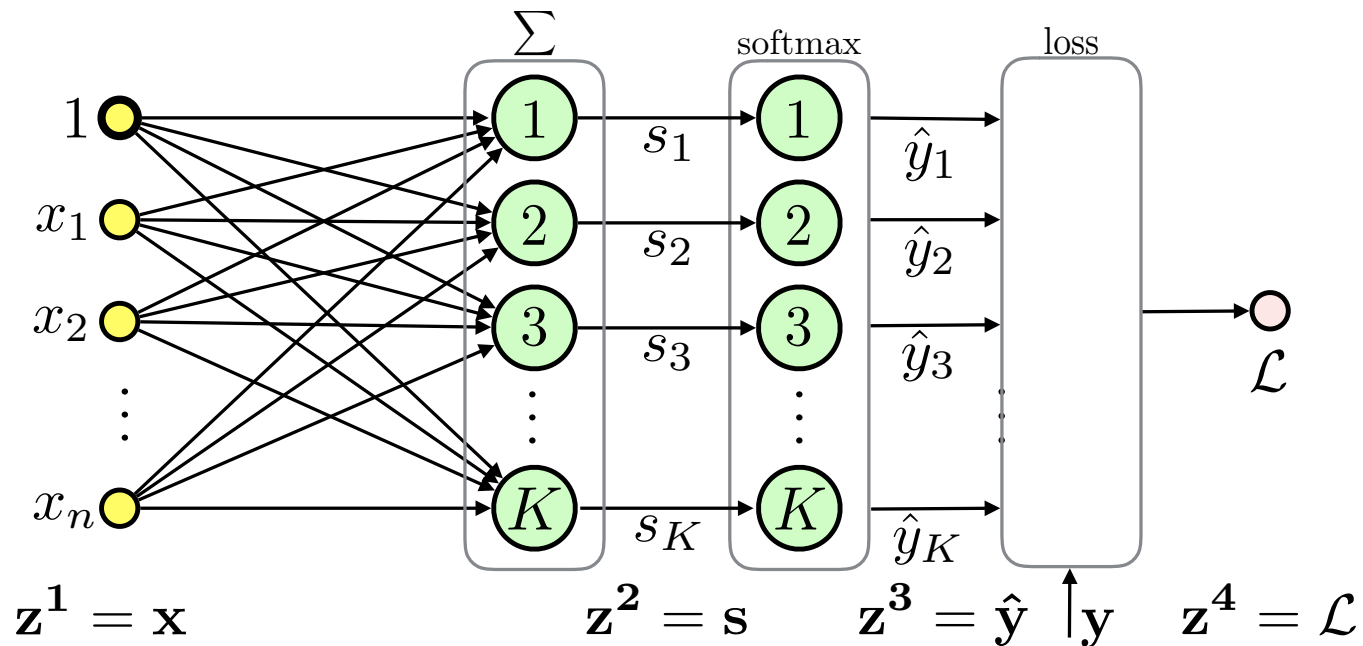 ∑ softmax loss
1 1 s₁ 1 ŷ₁
x₁ 2 s₂ 2 ŷ₂
x₂ 3 s₃ 3 ŷ₃
ℒ
⋮ ⋮ ⋮ ⋮
xₙ K s_K K ŷ_K
z¹ = x z² = s z³ = ŷ y z⁴ = ℒ